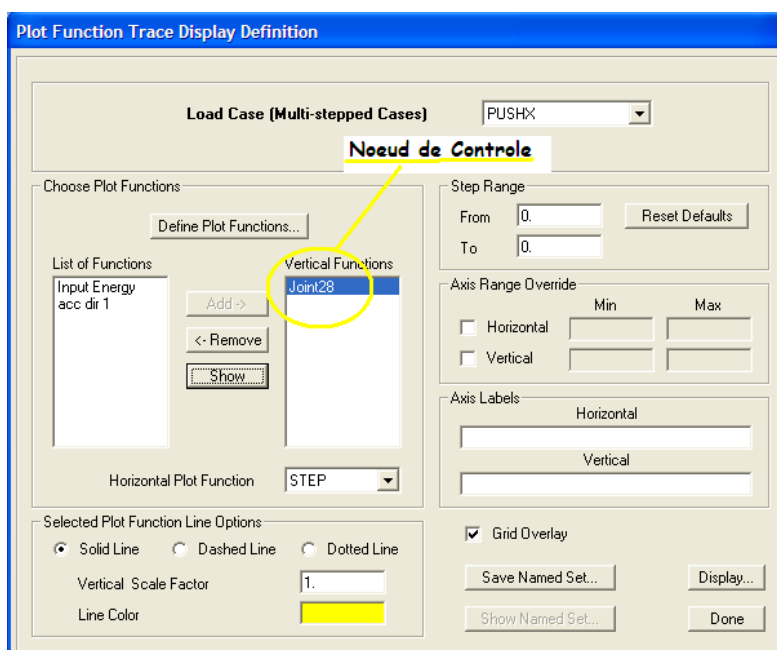 Plot Function Trace Display Definition
Load Case (Multi-stepped Cases)
PUSHX
Noeud de Controle
Choose Plot Functions
Define Plot Functions...
List of Functions
Input Energy
acc dir 1
Add ->
<- Remove
Show
Vertical Functions
Joint28
Horizontal Plot Function
STEP
Step Range
From
0.
Reset Defaults
To
0.
Axis Range Override
Min
Max
Horizontal
Vertical
Axis Labels
Horizontal
Vertical
Selected Plot Function Line Options
Solid Line
Dashed Line
Dotted Line
Vertical Scale Factor
1.
Line Color
Grid Overlay
Save Named Set...
Display...
Show Named Set...
Done